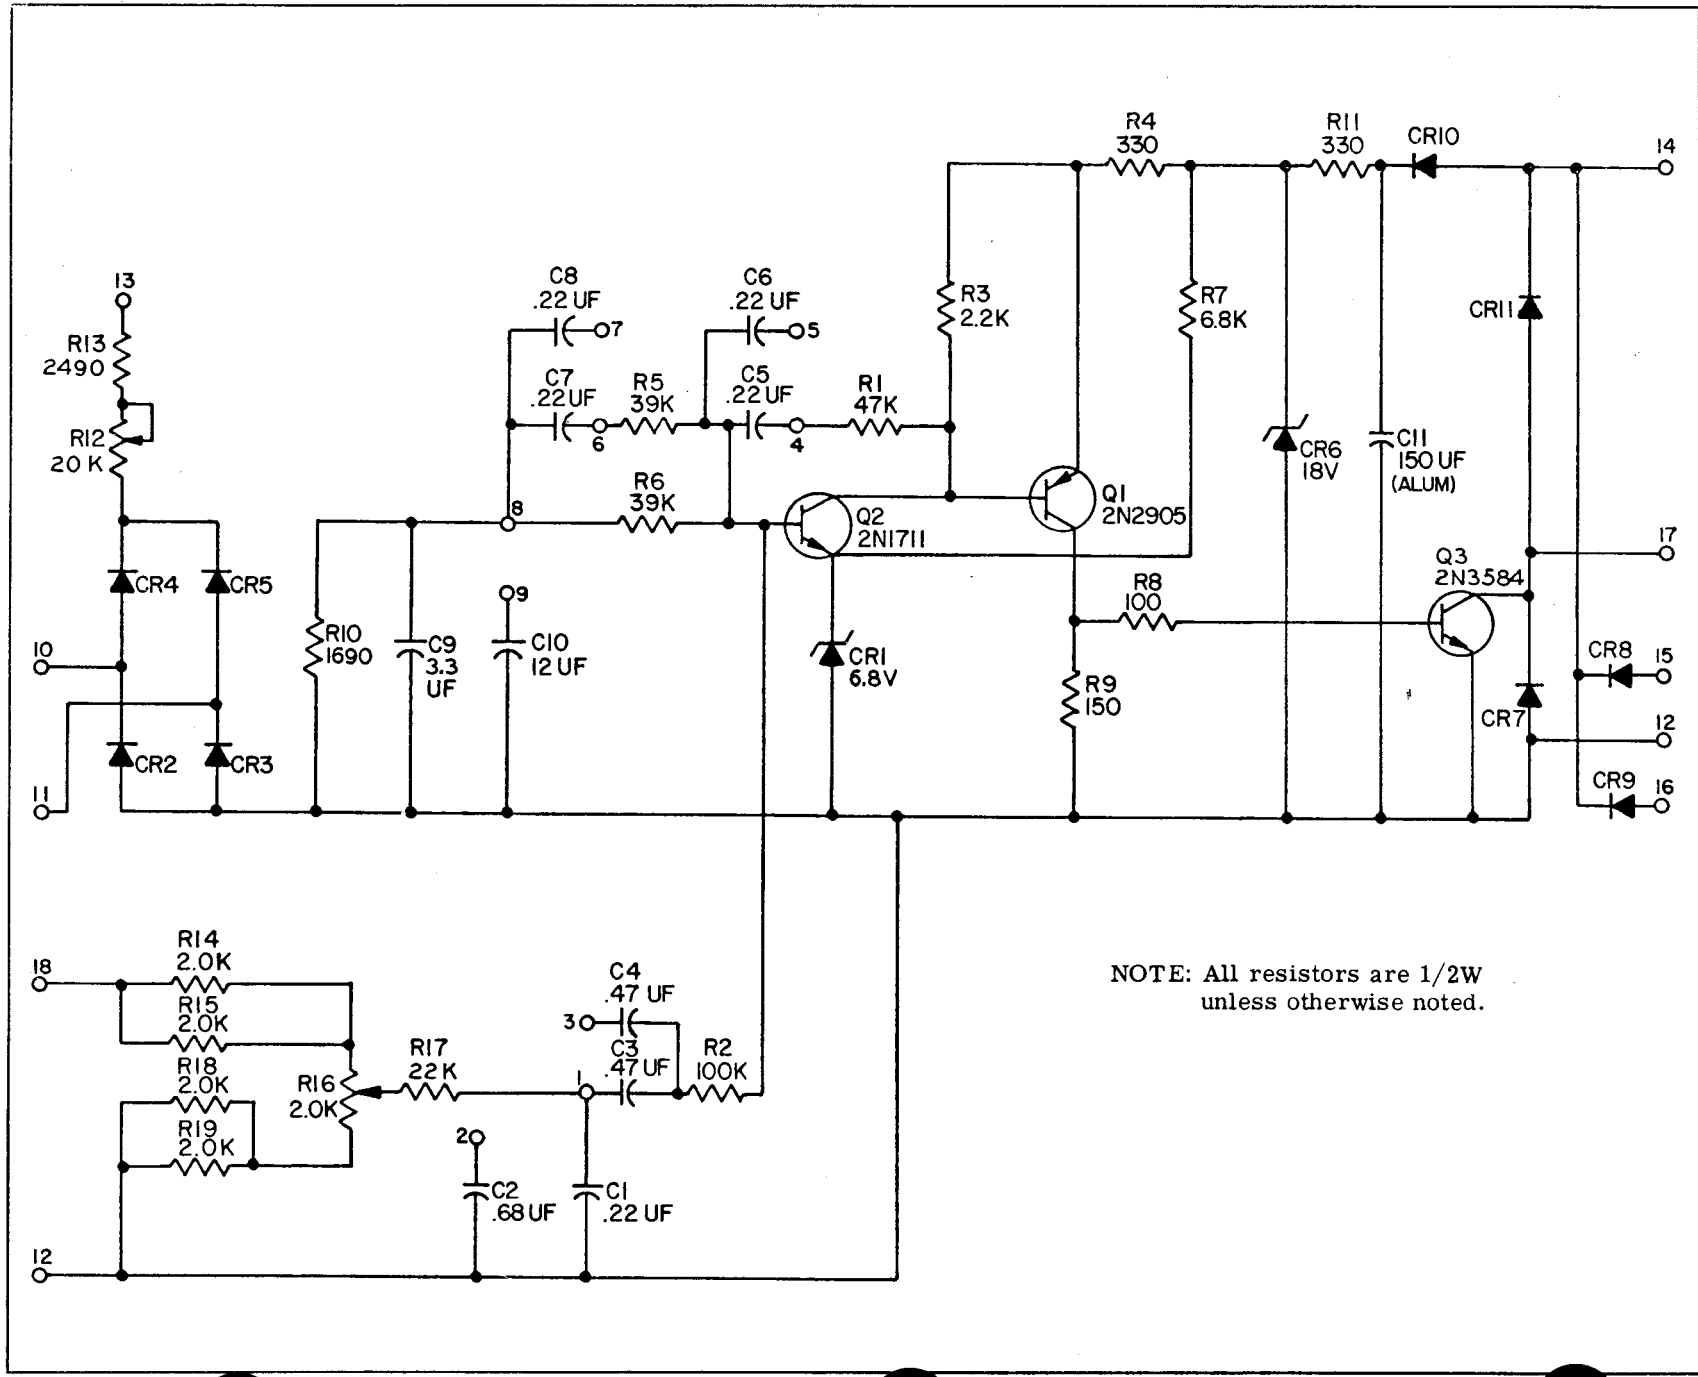 R4
330
R11
330
CR10
14
13
C8
.22 UF
7
C6
.22 UF
5
R3
2.2K
R7
6.8K
CR11
R13
2490
C7
.22 UF
6
R5
39K
C5
.22 UF
4
R1
47K
R12
20 K
CR6
18V
C11
150 UF
(ALUM)
R6
39K
8
Q2
2N1711
Q1
2N2905
17
Q3
2N3584
CR4
CR5
9
R8
100
10
R10
1690
C9
3.3
UF
C10
12 UF
CR1
6.8V
R9
150
CR8
15
CR7
12
CR2
CR3
11
CR9
16
18
R14
2.0K
R15
2.0K
C4
.47 UF
3
NOTE: All resistors are 1/2W
unless otherwise noted.
R18
2.0K
R16
2.0K
R17
22 K
1
C3
.47 UF
R2
100K
R19
2.0K
2
C2
.68 UF
C1
.22 UF
12